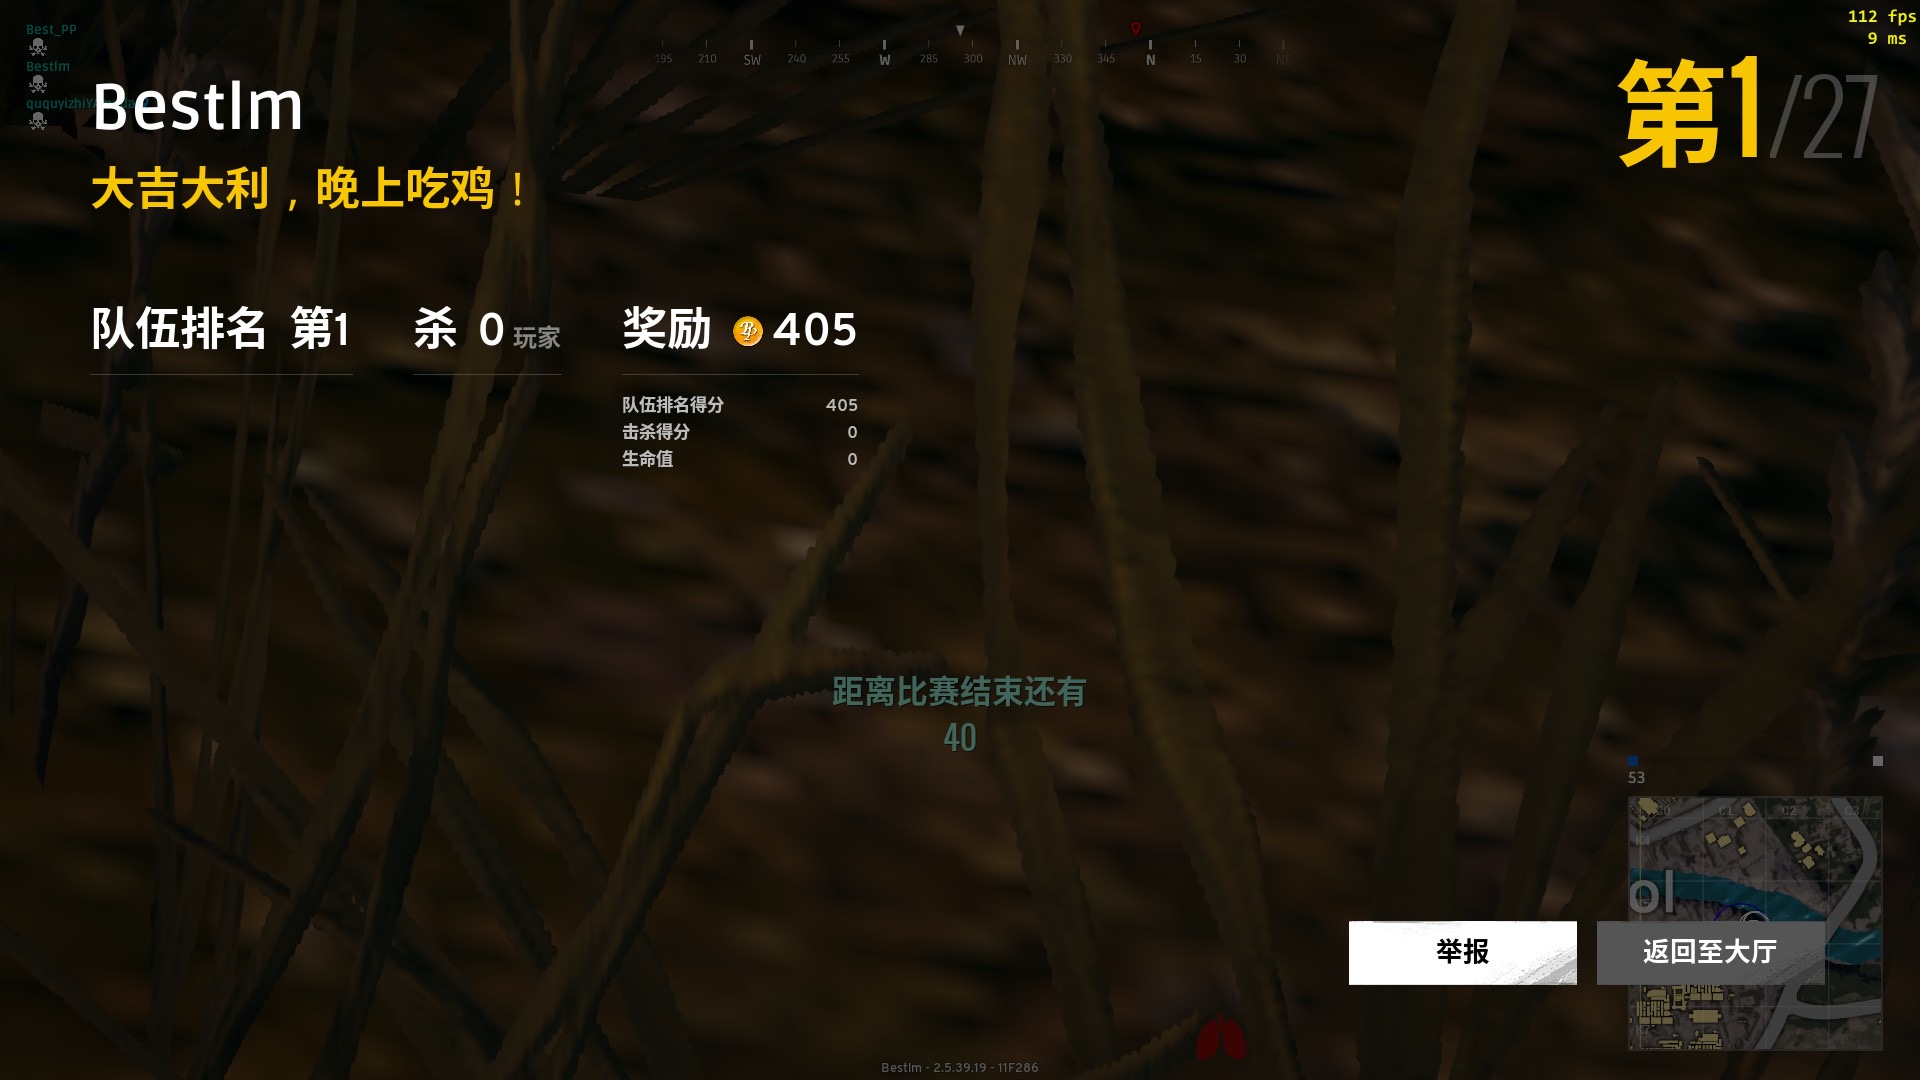 Best_PP
BestIm
BestIm
大吉大利，晚上吃鸡！
195 210 SW 240 255 W 285 300 NW 330 345 N 15 30 NE
112 fps
9 ms
第1/27
队伍排名 第1
杀 0 玩家
奖励 405
队伍排名得分 405
击杀得分 0
生命值 0
距离比赛结束还有
40
53
ol
举报
返回至大厅
BestIm - 2.5.39.19 - 11F286